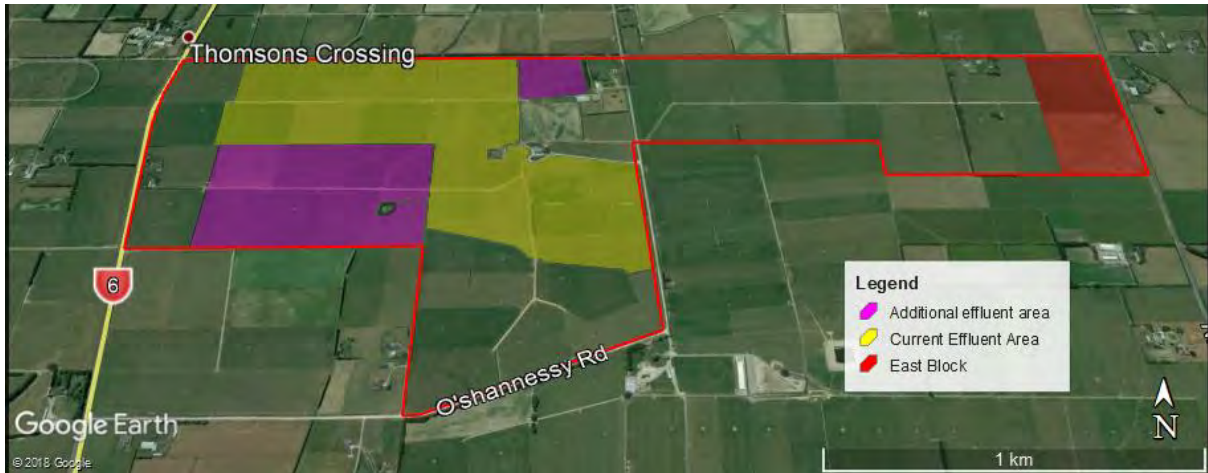 Thomsons Crossing
6
O'shannessy Rd
Legend
Additional effluent area
Current Effluent Area
East Block
N
1 km
Google Earth
© 2018 Google